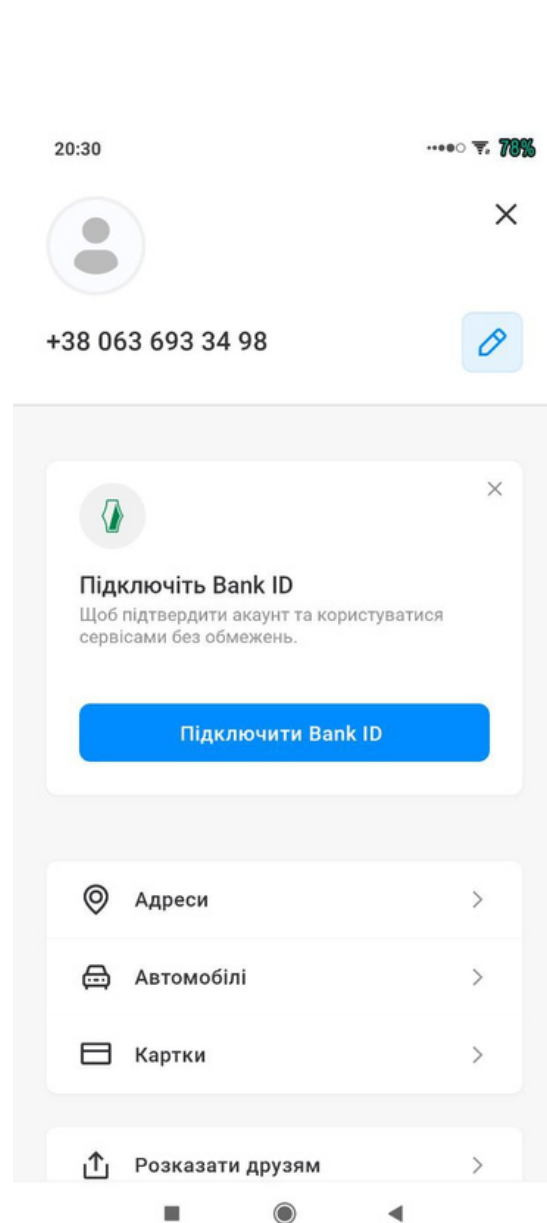 20:30
78%
+38 063 693 34 98
Підключіть Bank ID
Щоб підтвердити акаунт та користуватися
сервісами без обмежень.
Підключити Bank ID
Адреси
Автомобілі
Картки
Розказати друзям